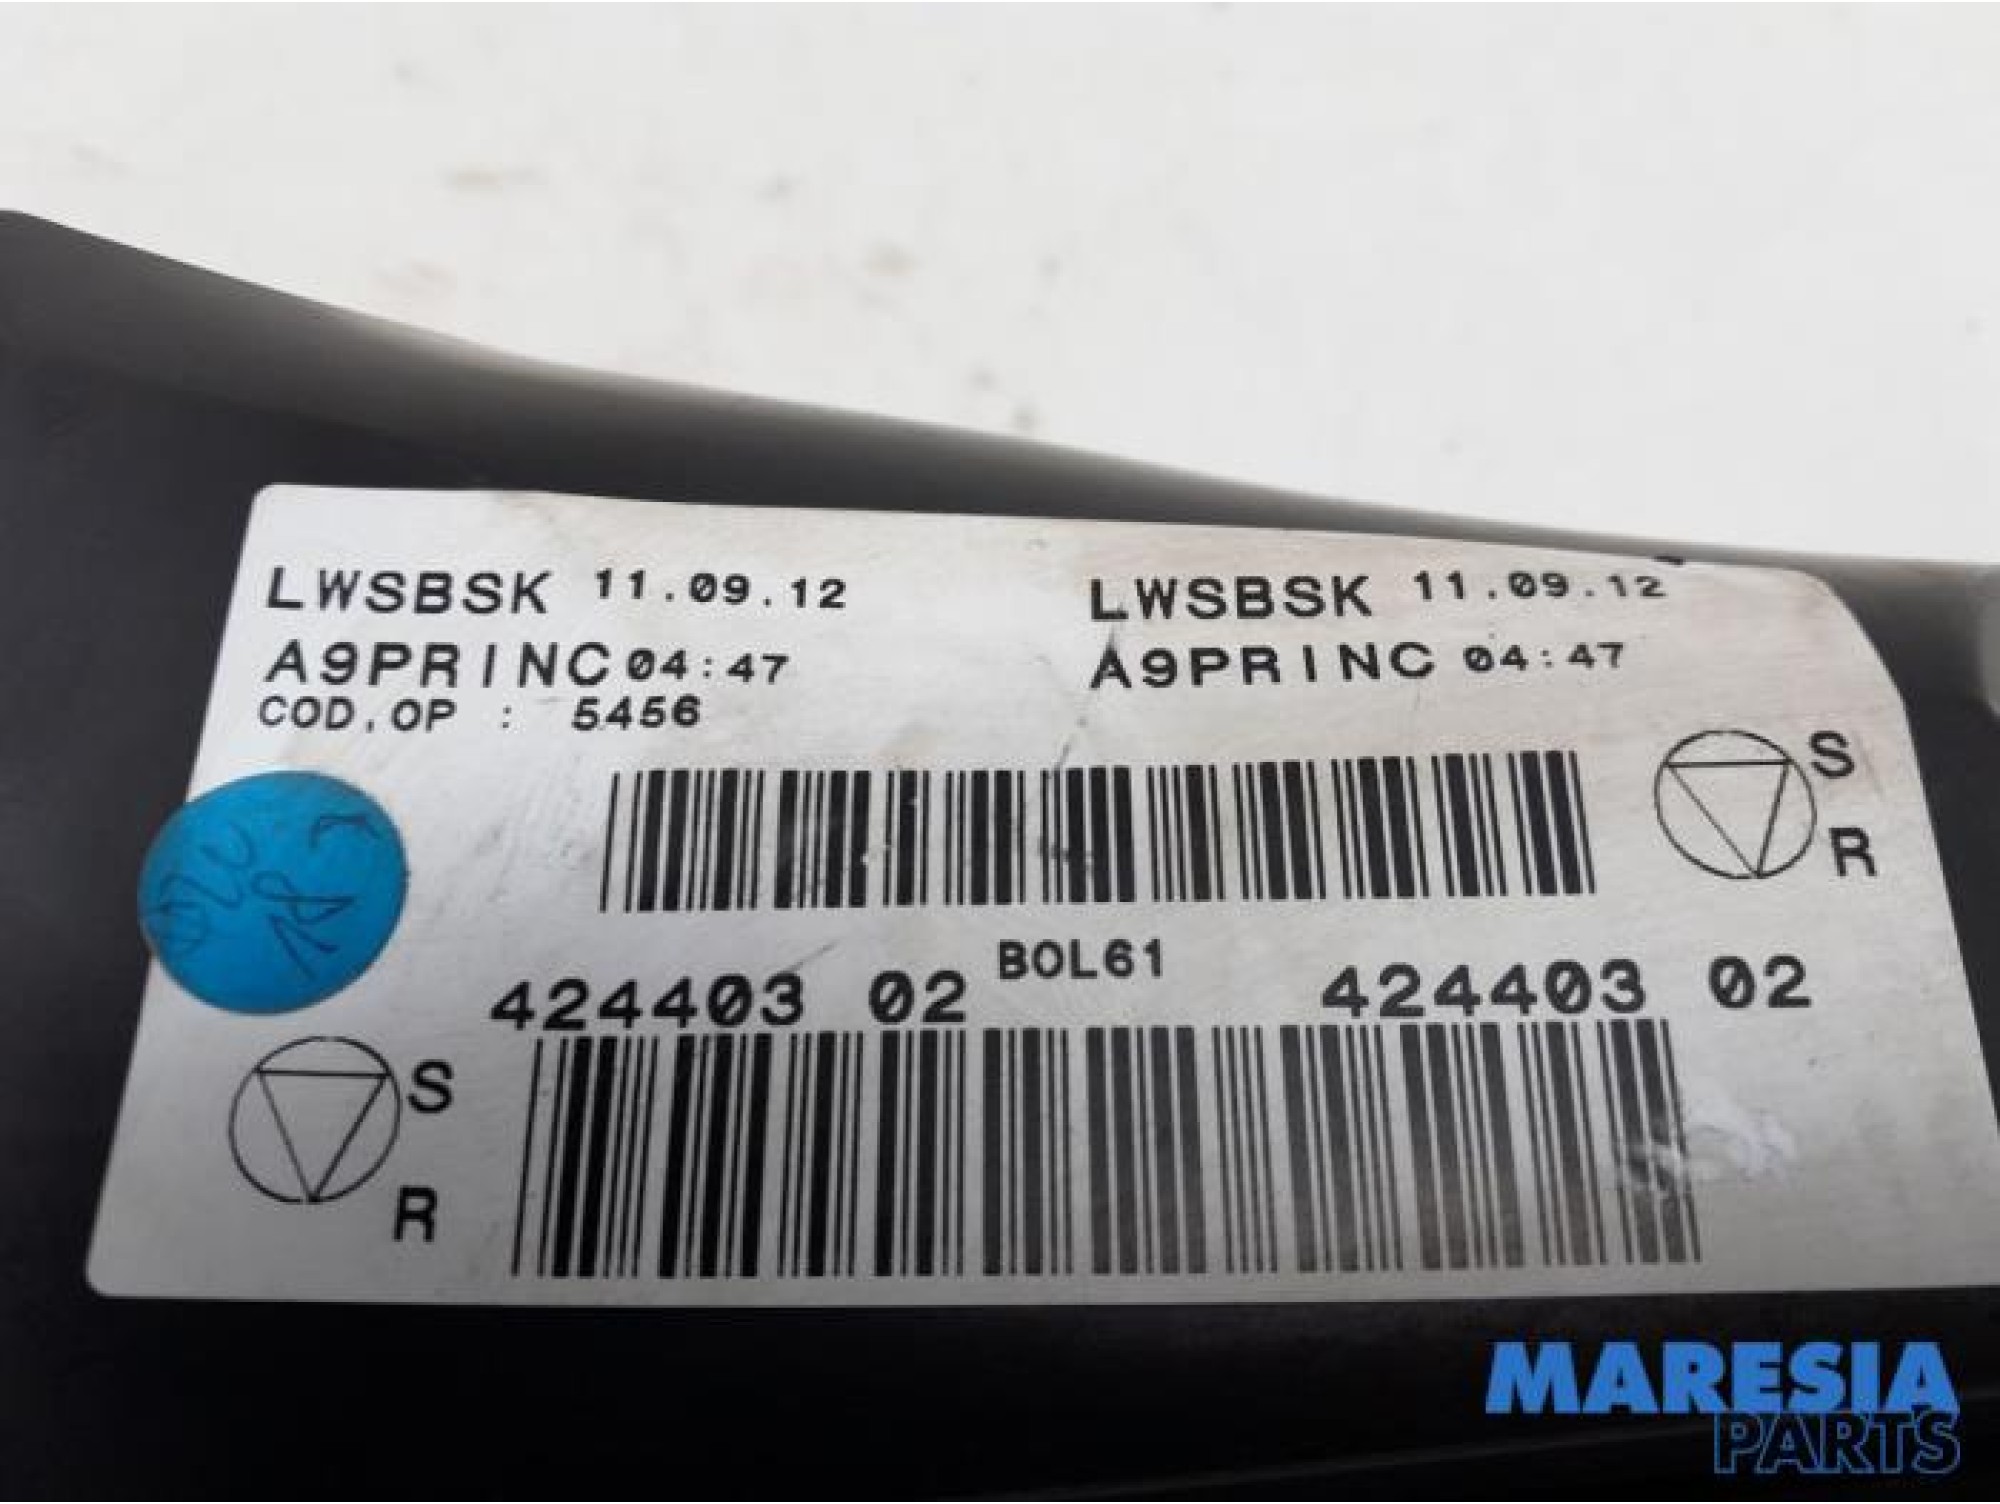 LWSBSK 11.09.12 LWSBSK 11.09.12
A9PRINC 04:47 A9PRINC 04:47
COD.OP : 5456
S
R
BOL61
424403 02 424403 02
S
R
MARESIA
PARTS